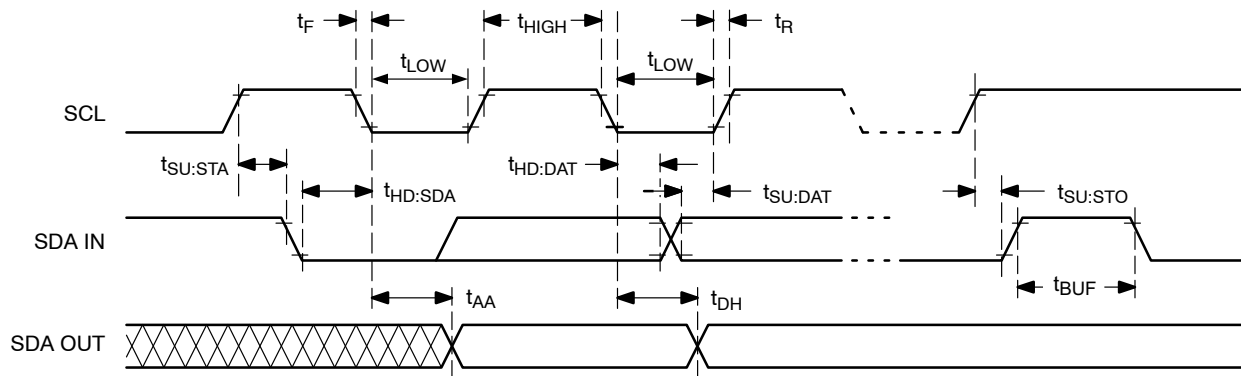 tF
tHIGH
tR
tLOW
tLOW
SCL
tSU:STA
tHD:SDA
tHD:DAT
tSU:DAT
tSU:STO
SDA IN
tBUF
tAA
tDH
SDA OUT